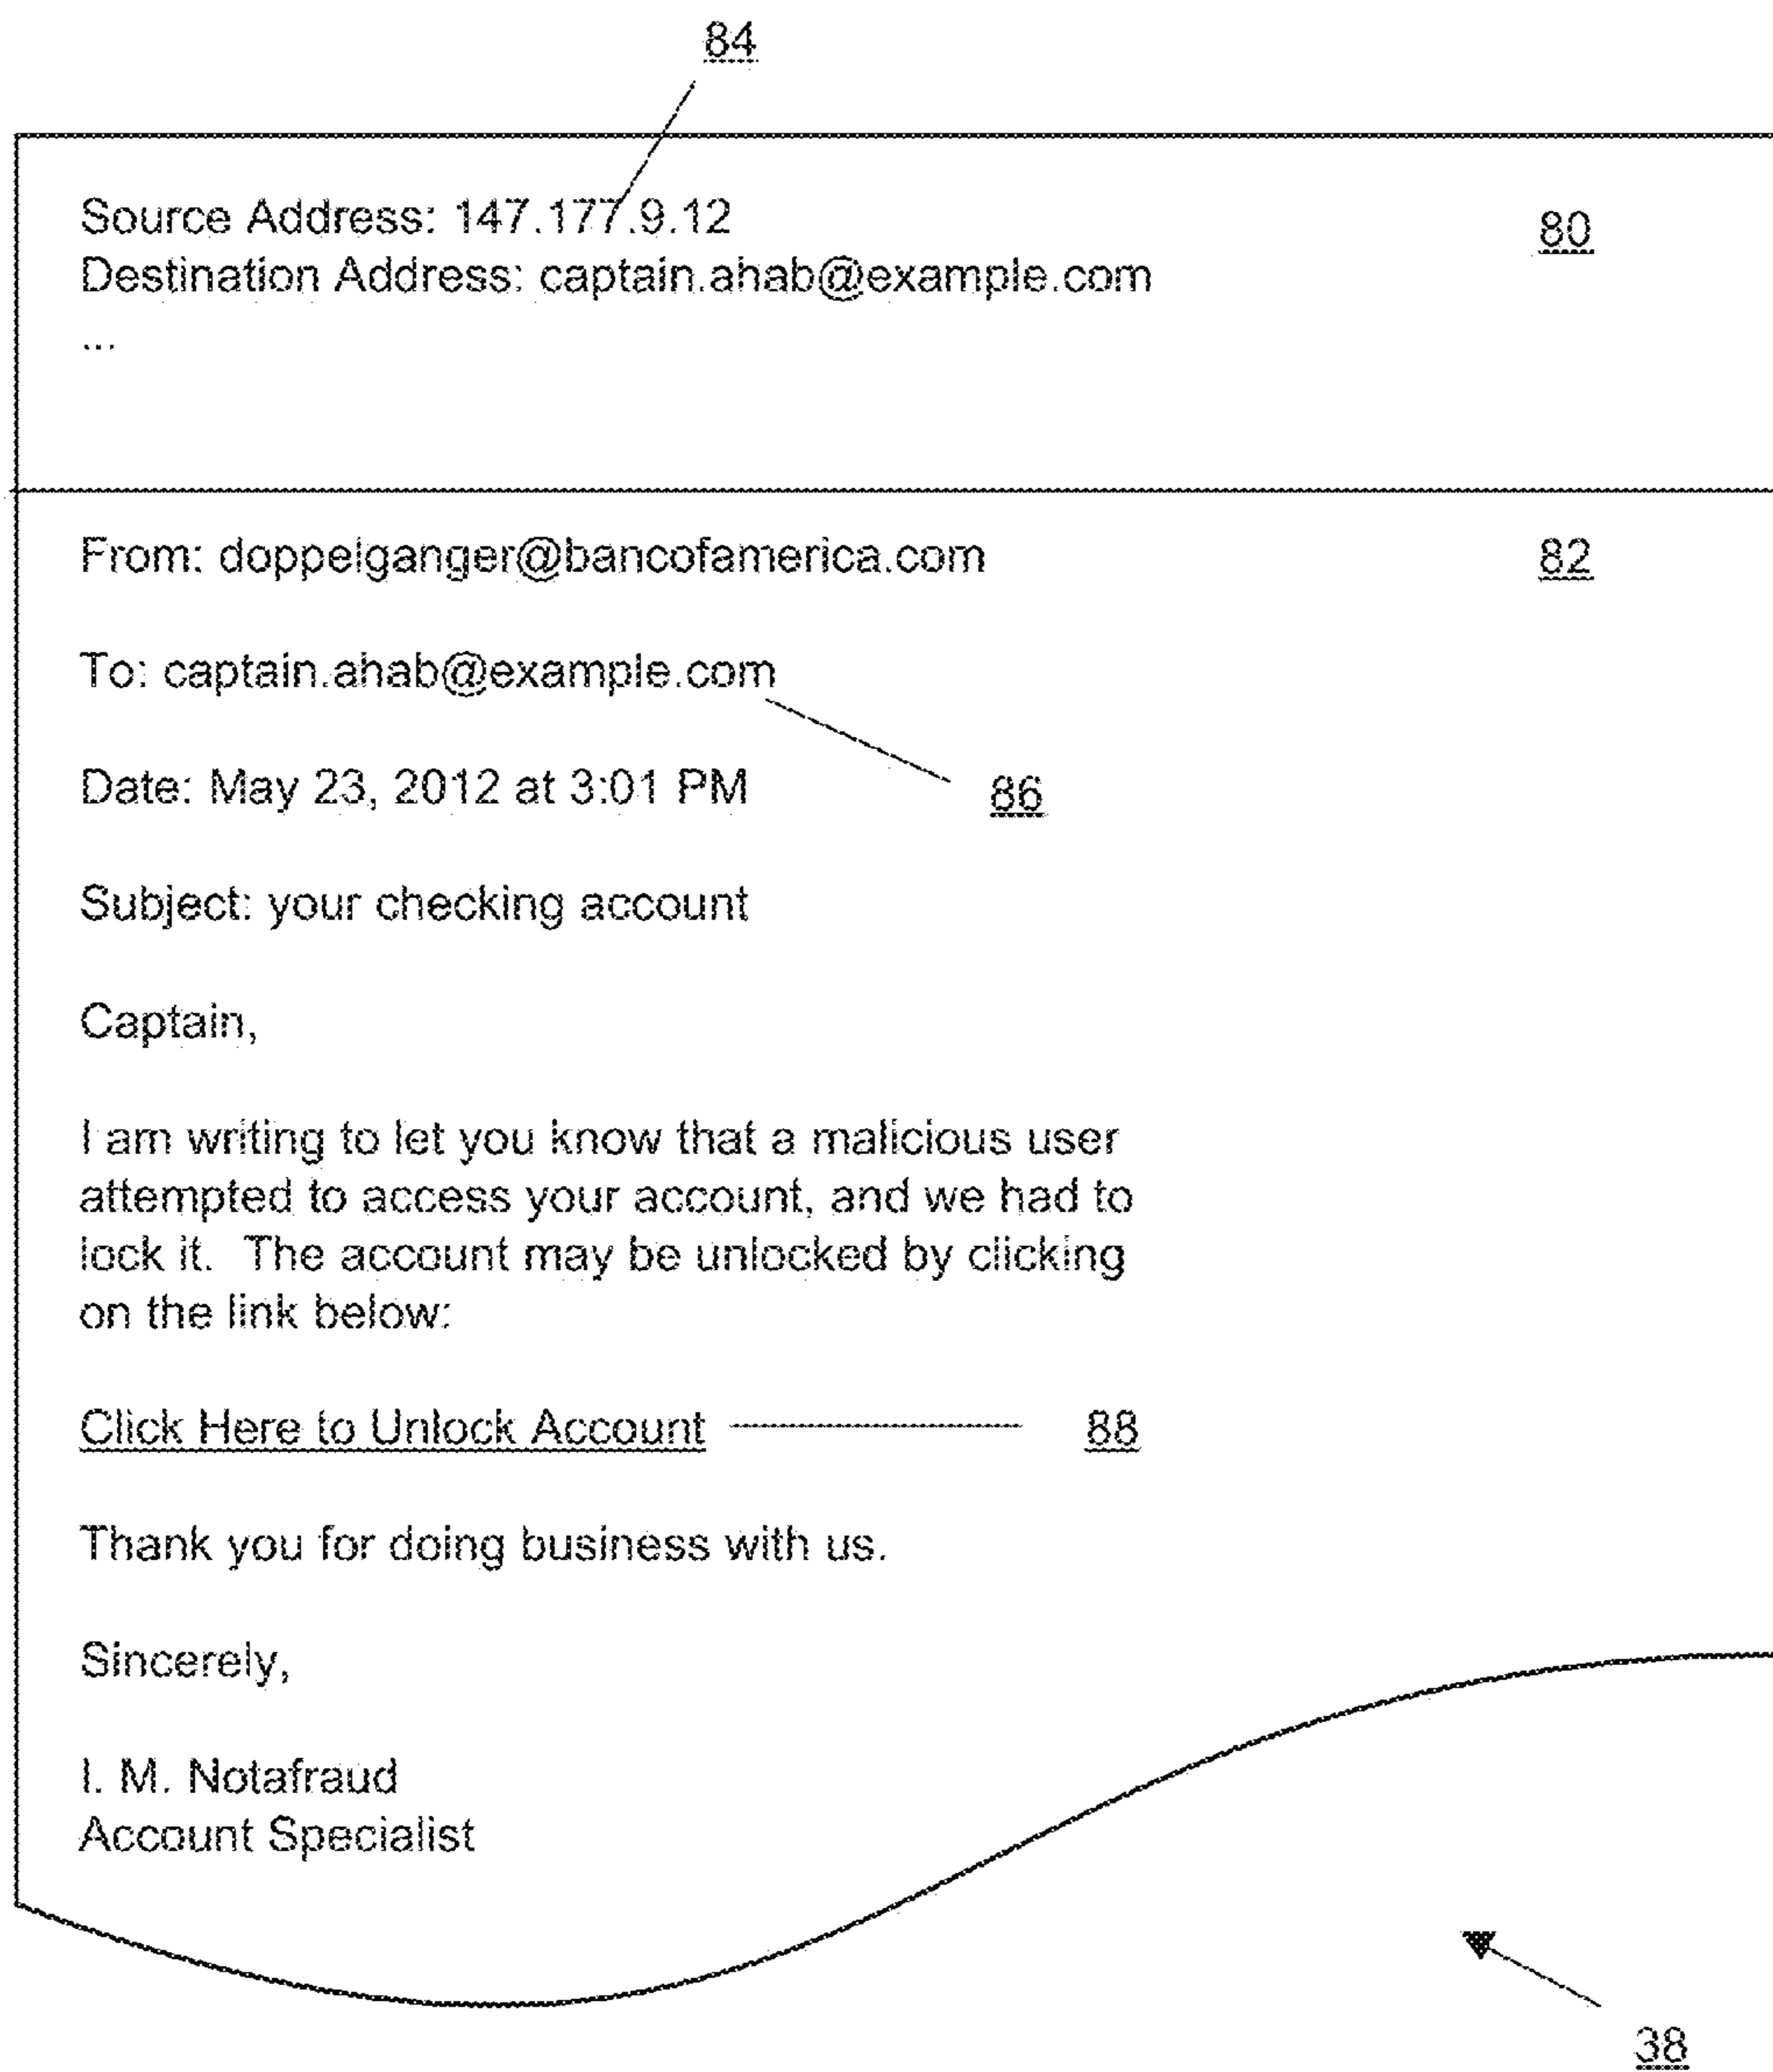 84
Source Address: 147.177.9.12
80
Destination Address: captain.ahab@example.com
...
From: doppelganger@bancofamerica.com
82
To: captain.ahab@example.com
Date: May 23, 2012 at 3:01 PM
86
Subject: your checking account
Captain,
I am writing to let you know that a malicious user
attempted to access your account, and we had to
lock it.  The account may be unlocked by clicking
on the link below:
Click Here to Unlock Account
88
Thank you for doing business with us.
Sincerely,
I. M. Notafraud
Account Specialist
38